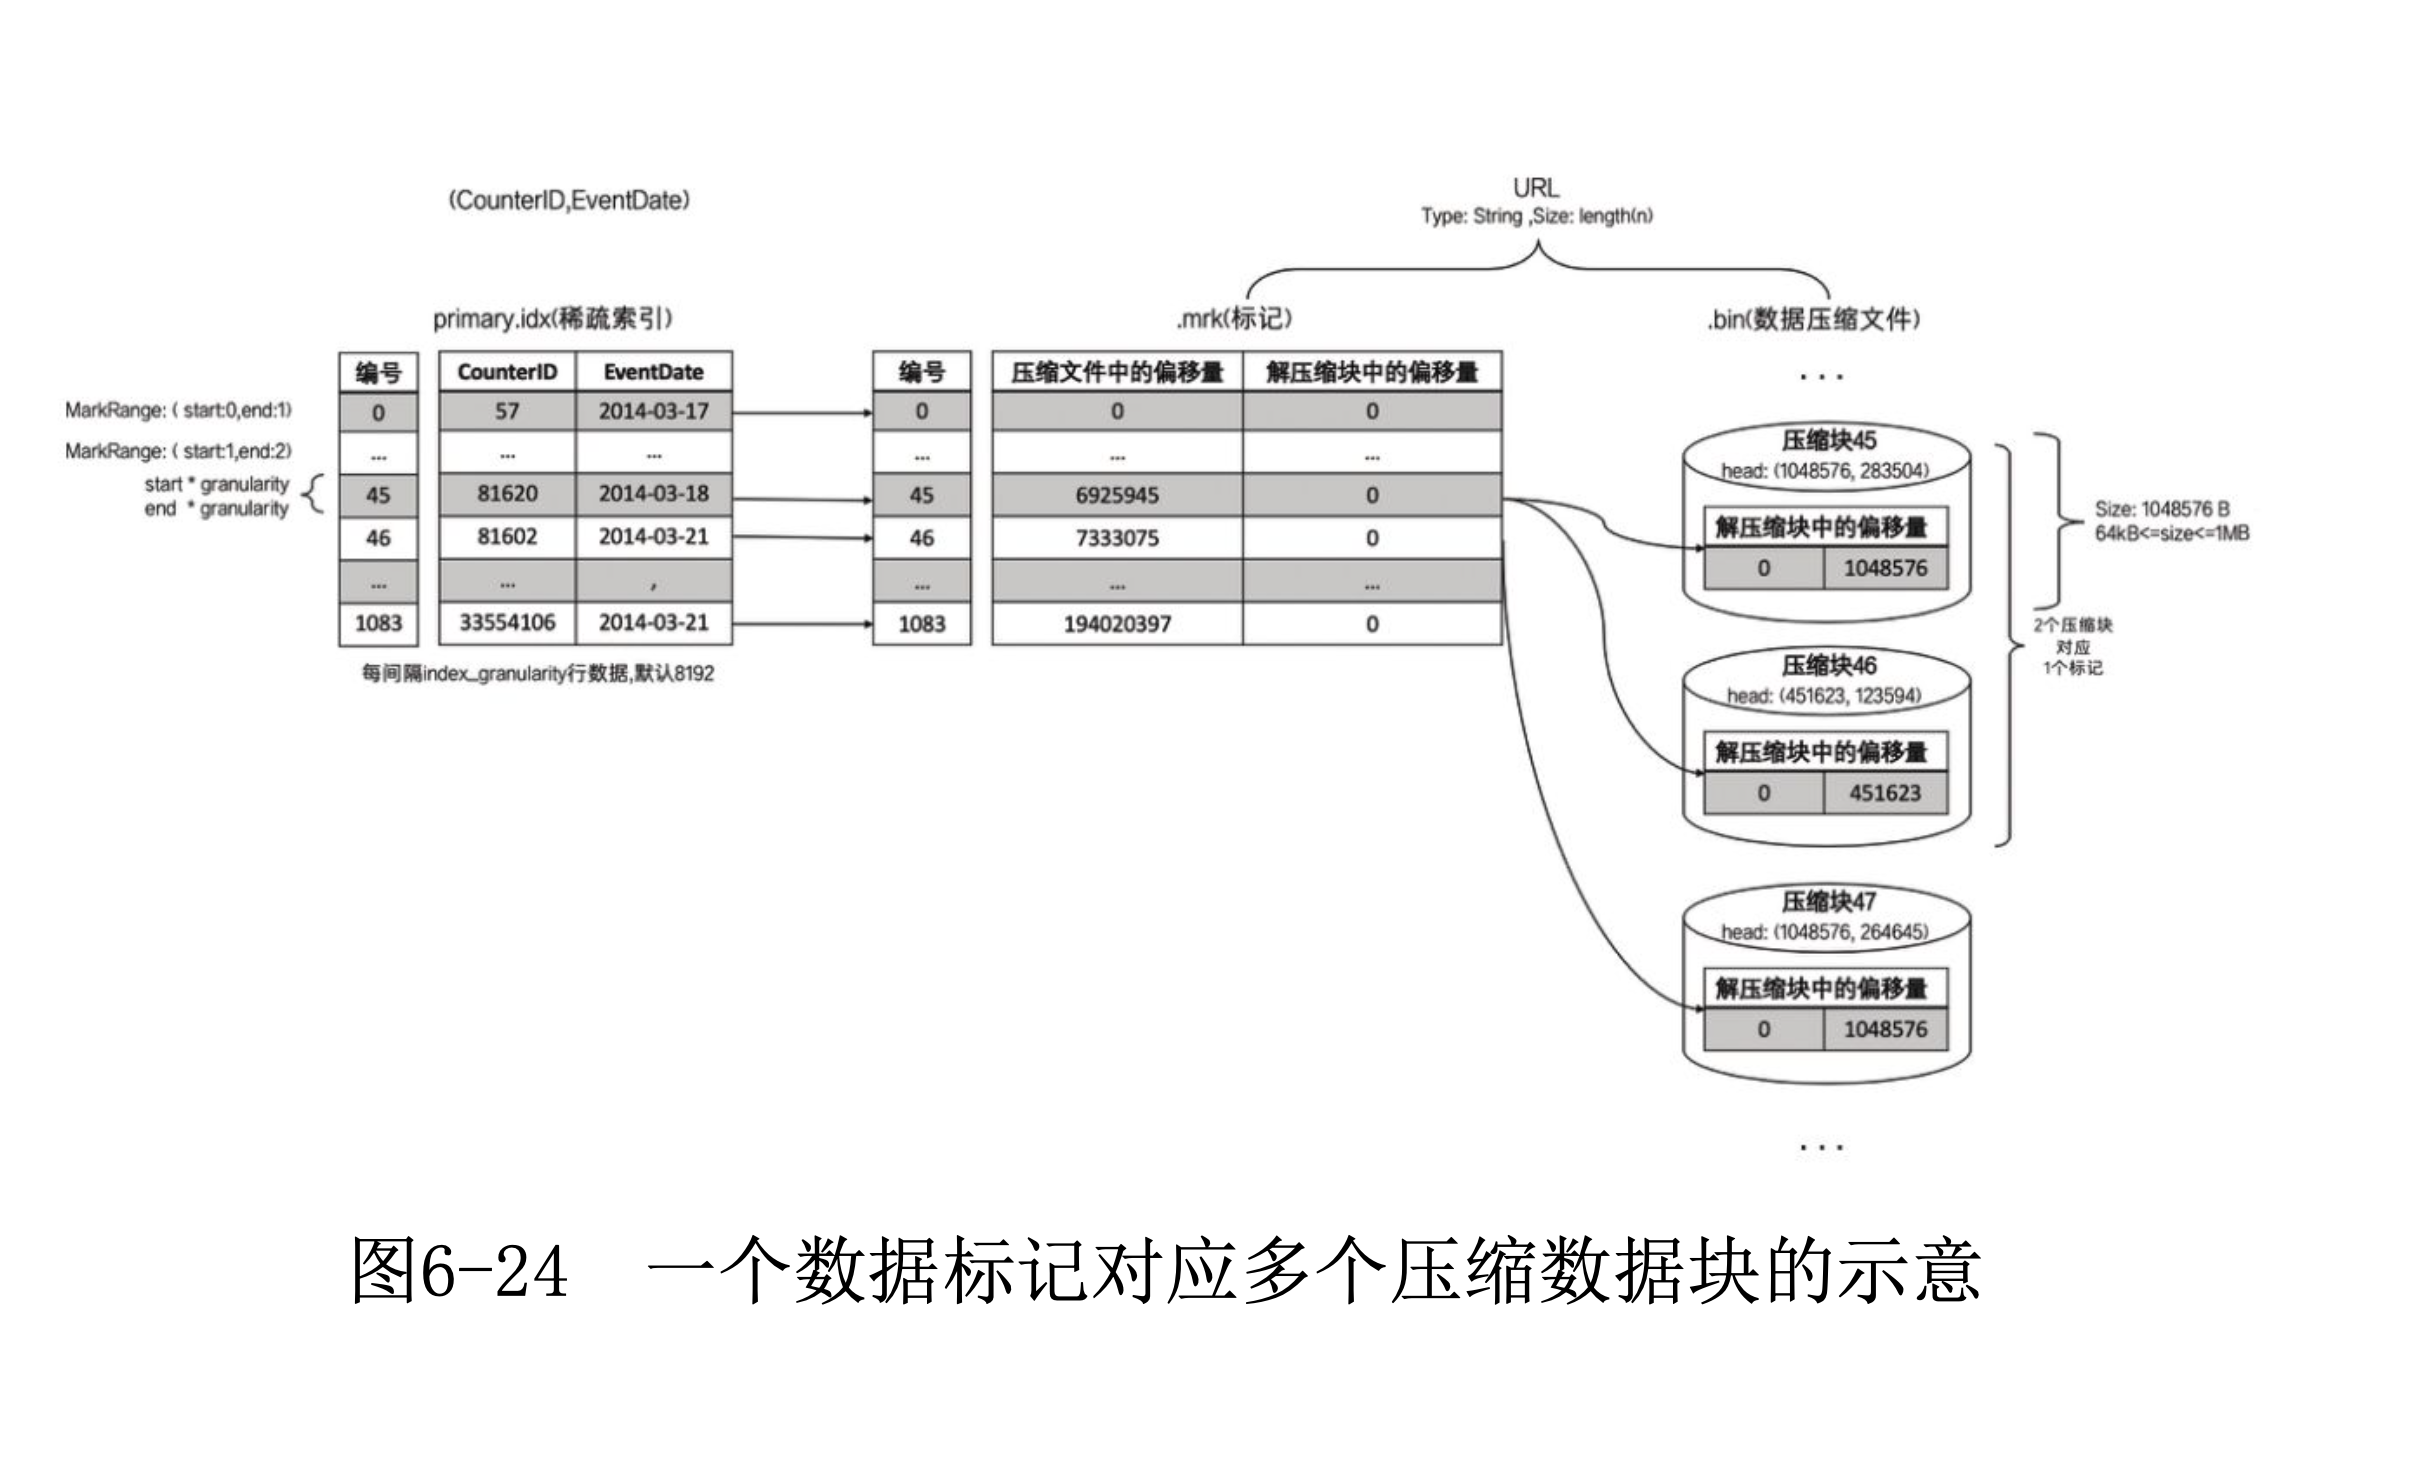 (CounterID,EventDate)
URL
Type: String ,Size: length(n)
primary.idx(稀疏索引)
.mrk(标记)
.bin(数据压缩文件)
编号 CounterID EventDate 编号 压缩文件中的偏移量 解压缩块中的偏移量
...
MarkRange: ( start:0,end:1) 0 57 2014-03-17 0 0 0
MarkRange: ( start:1,end:2) ... ... ... ... ... ...
start * granularity
end * granularity
45 81620 2014-03-18 45 6925945 0
46 81602 2014-03-21 46 7333075 0
... ... , ... ... ...
1083 33554106 2014-03-21 1083 194020397 0
每间隔index_granularity行数据,默认8192
压缩块45
head: (1048576, 283504)
解压缩块中的偏移量
0 1048576
Size: 1048576 B
64kB<=size<=1MB
2个压缩块
对应
1个标记
压缩块46
head: (451623, 123594)
解压缩块中的偏移量
0 451623
压缩块47
head: (1048576, 264645)
解压缩块中的偏移量
0 1048576
...
图6-24 一个数据标记对应多个压缩数据块的示意